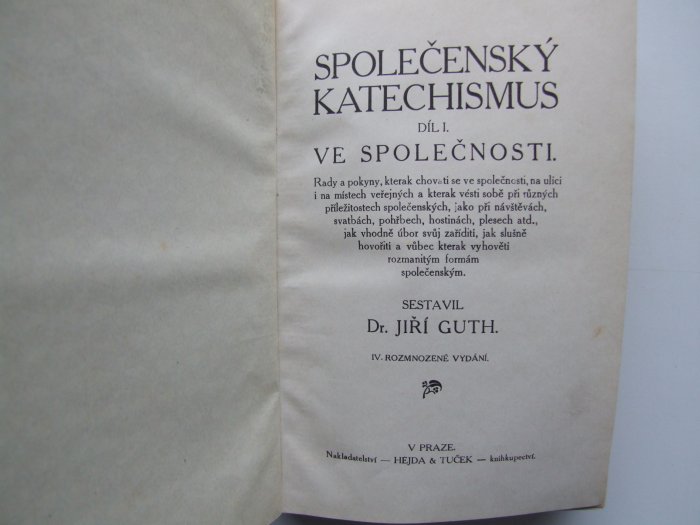 SPOLEČENSKÝ
KATECHISMUS
DÍL I.
VE SPOLEČNOSTI.
Rady a pokyny, kterak chovati se ve společnosti, na ulici
i na místech veřejných a kterak vésti sobě při různých
příležitostech společenských, jako při návštěvách,
svatbách, pohřbech, hostinách, plesech atd.,
jak vhodně úbor svůj zaříditi, jak slušně
hovořiti a vůbec kterak vyhověti
rozmanitým formám
společenským.
SESTAVIL
Dr. JIŘÍ GUTH.
IV. ROZMNOZENÉ VYDÁNÍ.
V PRAZE.
Nakladatelství — HEJDA & TUČEK — knihkupectví.